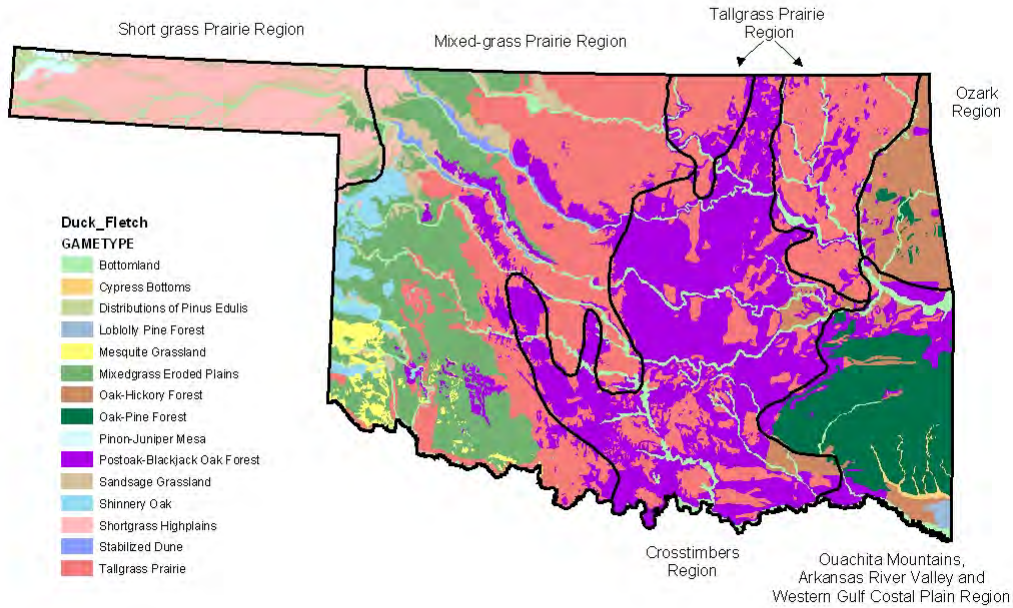 Short grass Prairie Region
Mixed-grass Prairie Region
Tallgrass Prairie
Region
Ozark
Region
Duck_Fletch
GAMETYPE
Bottomland
Cypress Bottoms
Distributions of Pinus Edulis
Loblolly Pine Forest
Mesquite Grassland
Mixedgrass Eroded Plains
Oak-Hickory Forest
Oak-Pine Forest
Pinon-Juniper Mesa
Postoak-Blackjack Oak Forest
Sandsage Grassland
Shinnery Oak
Shortgrass Highplains
Stabilized Dune
Tallgrass Prairie
Crosstimbers
Region
Ouachita Mountains,
Arkansas River Valley and
Western Gulf Costal Plain Region